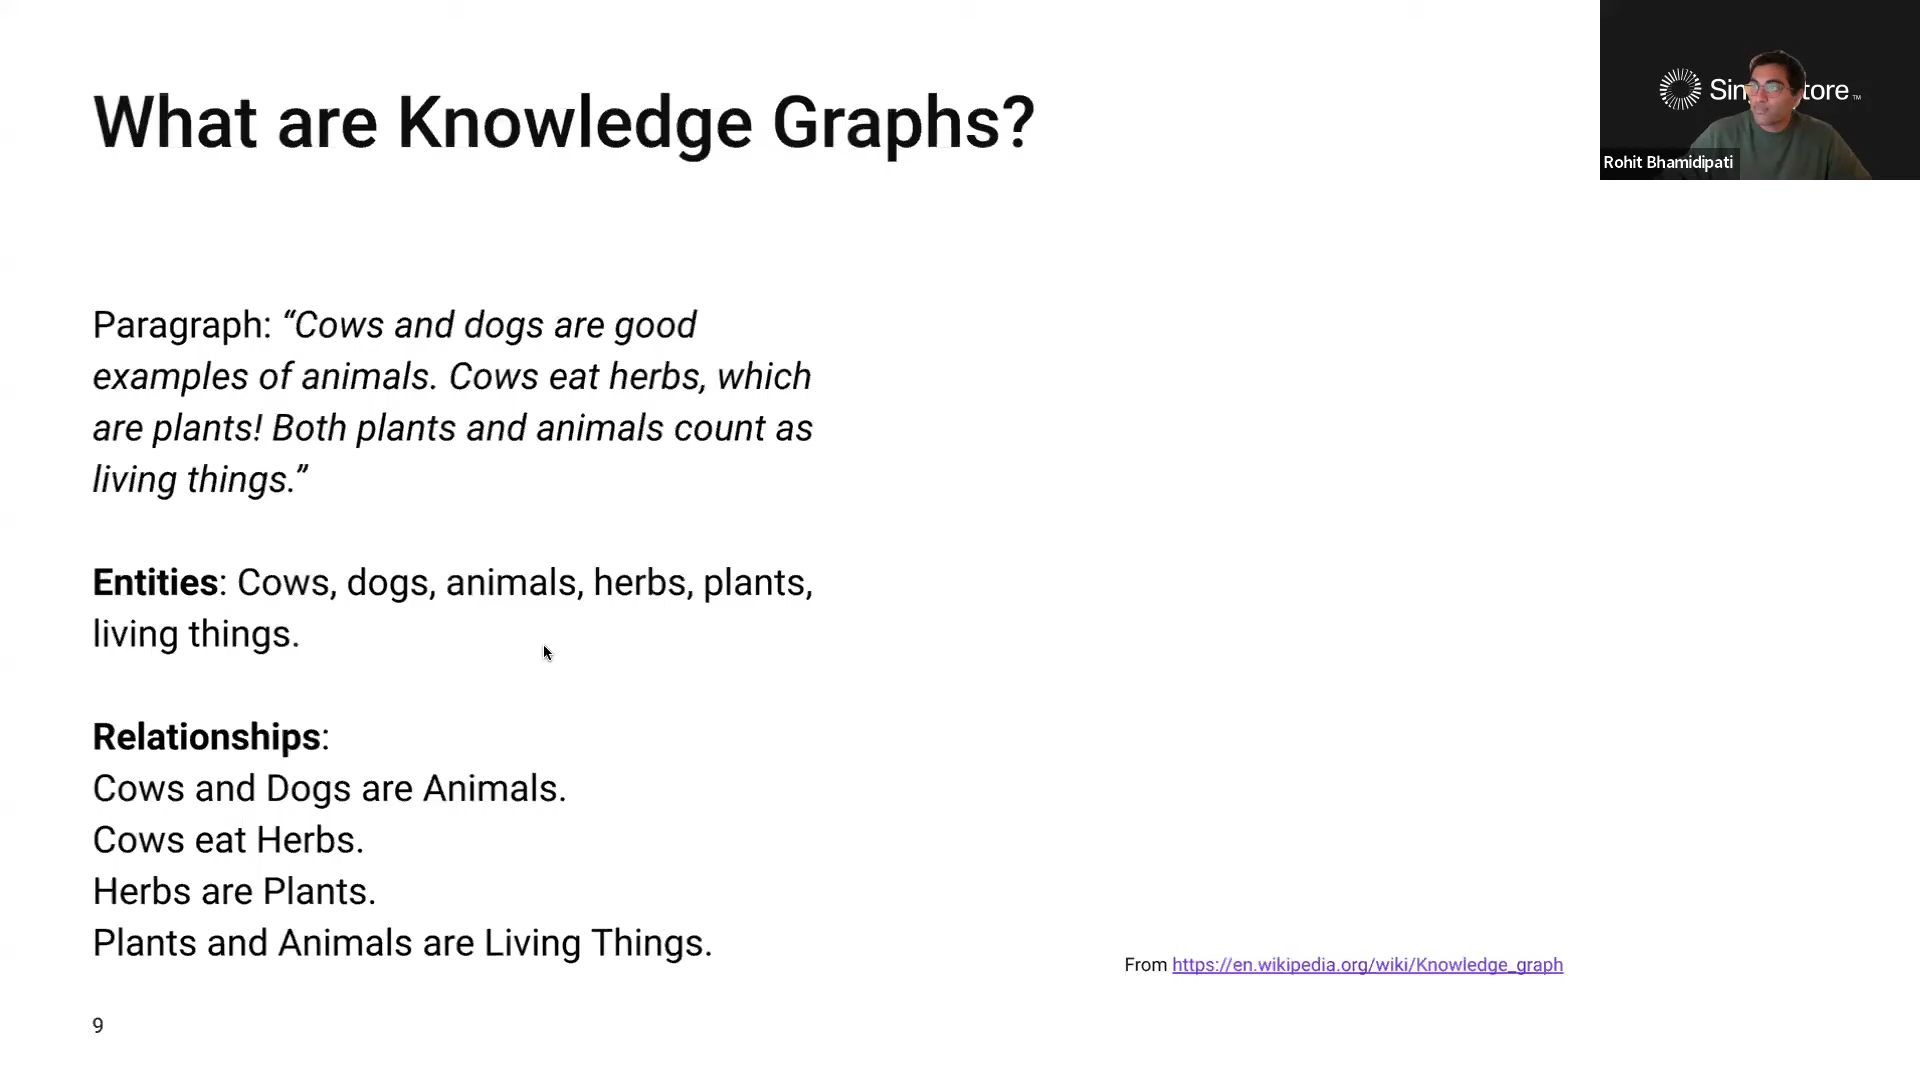 What are Knowledge Graphs?
Paragraph: “Cows and dogs are good
examples of animals. Cows eat herbs, which
are plants! Both plants and animals count as
living things.”
Entities: Cows, dogs, animals, herbs, plants,
living things.
Relationships:
Cows and Dogs are Animals.
Cows eat Herbs.
Herbs are Plants.
Plants and Animals are Living Things.
From https://en.wikipedia.org/wiki/Knowledge_graph
9
Rohit Bhamidipati